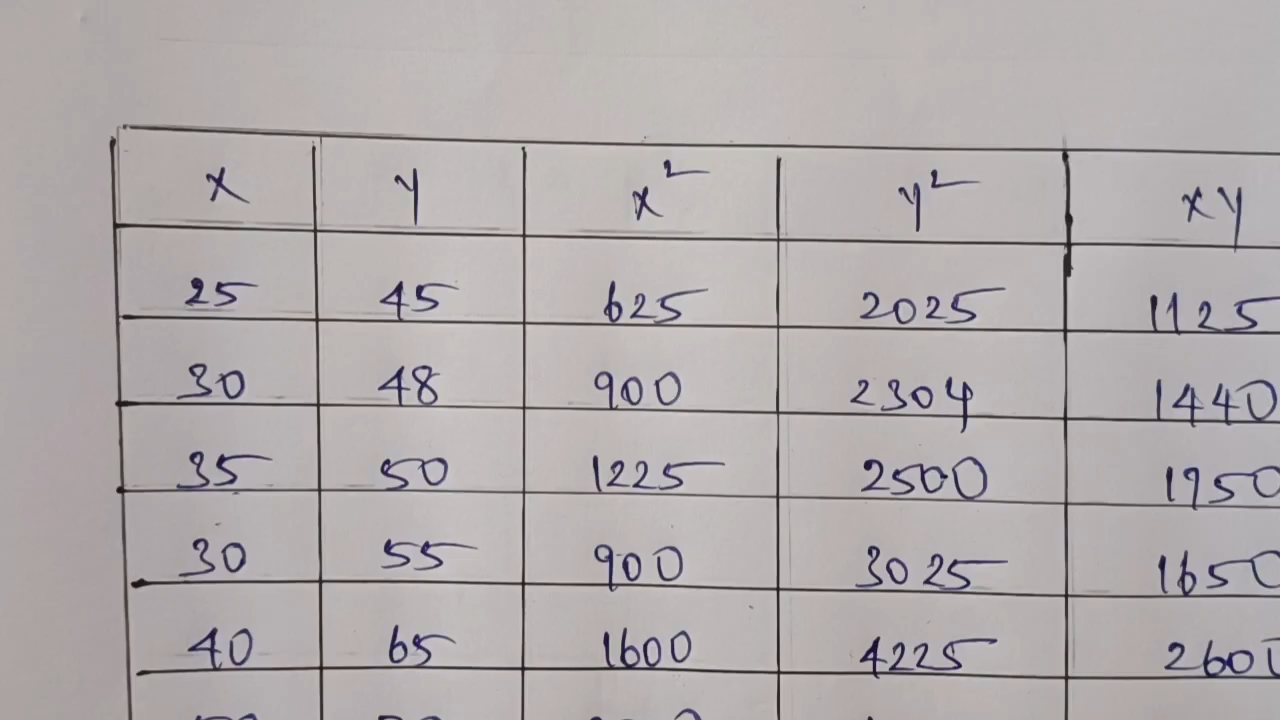 x y x² y² xy
25 45 625 2025 1125
30 48 900 2304 1440
35 50 1225 2500 1950
30 55 900 3025 1650
40 65 1600 4225 2600